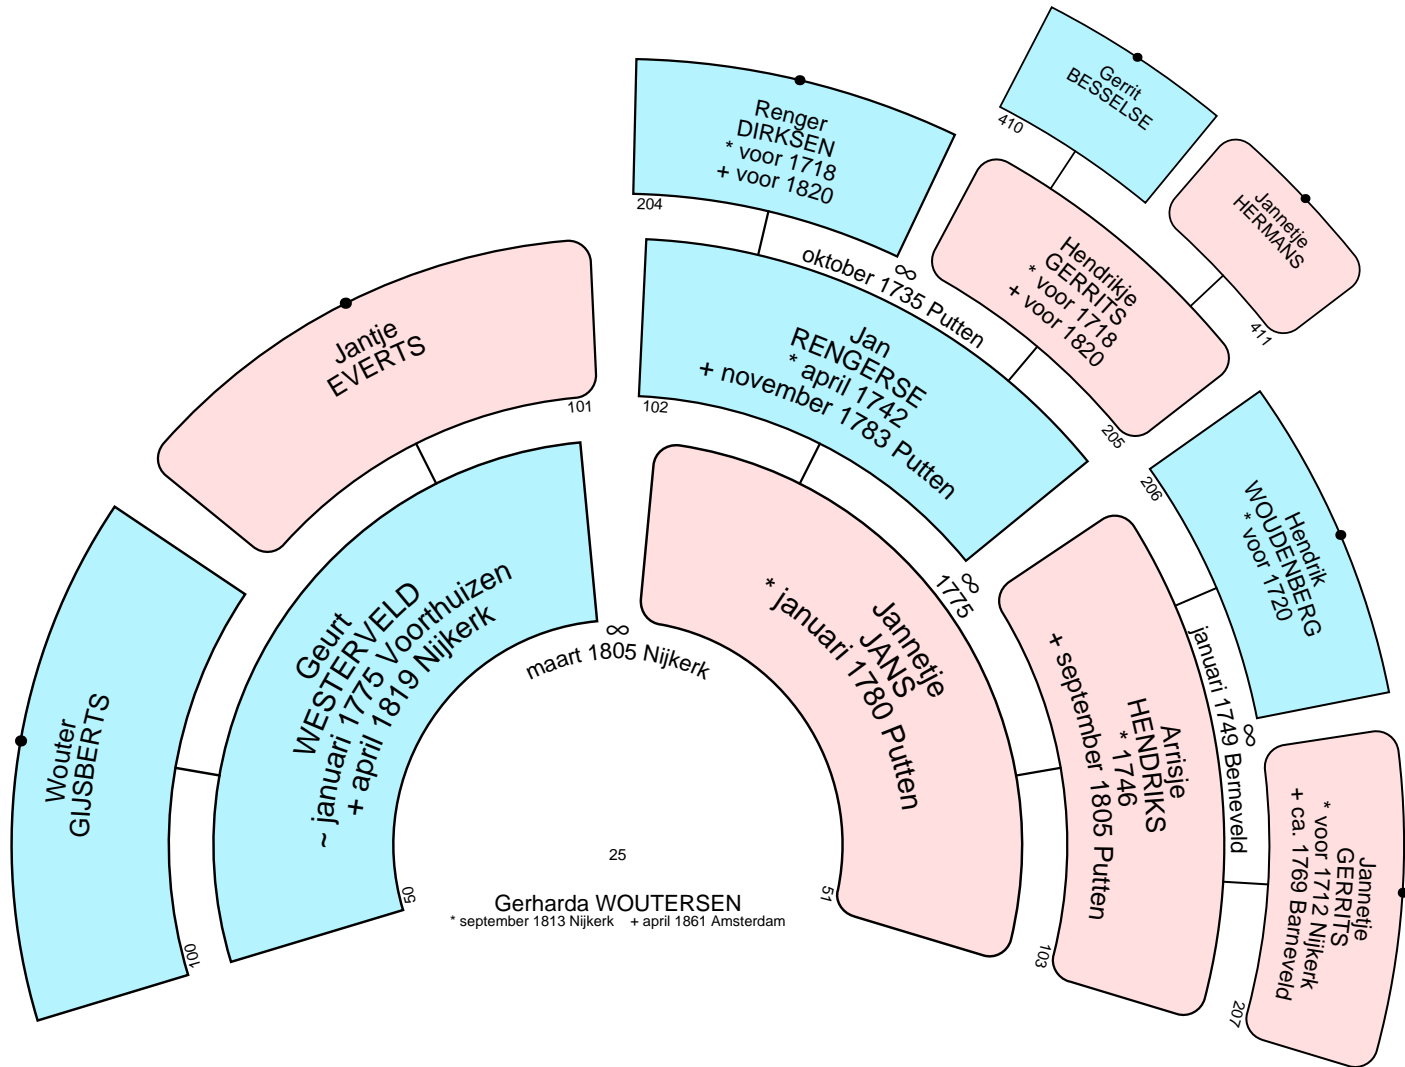 Gerrit
BESSELSE
410
Jannetje
HERMANS
411
Renger
DIRKSEN
* voor 1718
+ voor 1820
204
∞
oktober 1735 Putten
Hendrikje
GERRITS
* voor 1718
+ voor 1820
205
Hendrik
WOUDENBERG
* voor 1720
206
∞
januari 1749 Berneveld
Jannetje
GERRITS
* voor 1712 Nijkerk
+ ca. 1769 Barneveld
207
Wouter
GIJSBERTS
100
Jantje
EVERTS
101
Jan
RENGERSE
* april 1742
+ november 1783 Putten
102
∞
1775
Arrisje
HENDRIKS
* 1746
+ september 1805 Putten
103
Geurt
WESTERVELD
~ januari 1775 Voorthuizen
+ april 1819 Nijkerk
50
∞
maart 1805 Nijkerk
Jannetje
JANS
* januari 1780 Putten
51
25
Gerharda WOUTERSEN
* september 1813 Nijkerk + april 1861 Amsterdam